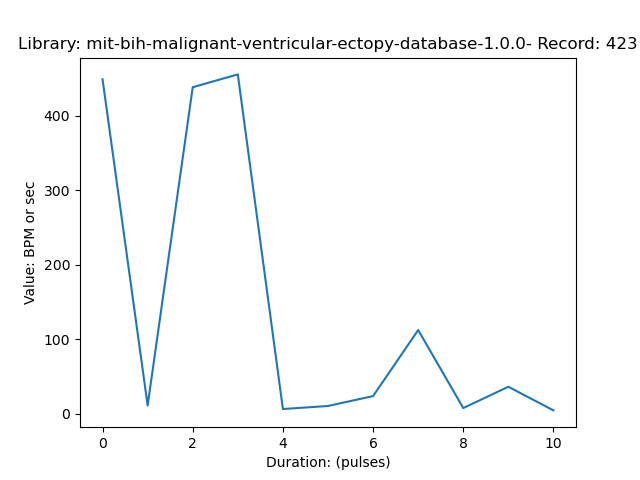 Library: mit-bih-malignant-ventricular-ectopy-database-1.0.0- Record: 423
400
300
200
100
0
Value: BPM or sec
0 2 4 6 8 10
Duration: (pulses)